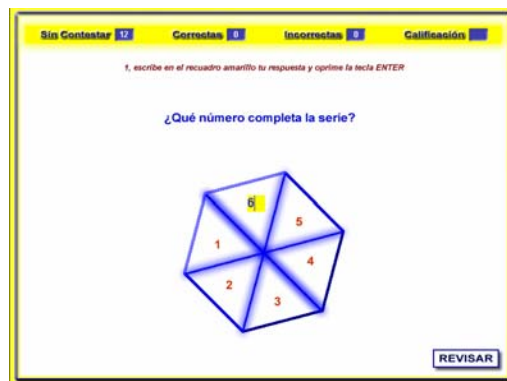 Sin Contestar 12 Correctas 0 Incorrectas 0 Calificación
1, escribe en el recuadro amarillo tu respuesta y oprime la tecla ENTER
¿Qué número completa la serie?
6
5
1
4
2
3
REVISAR